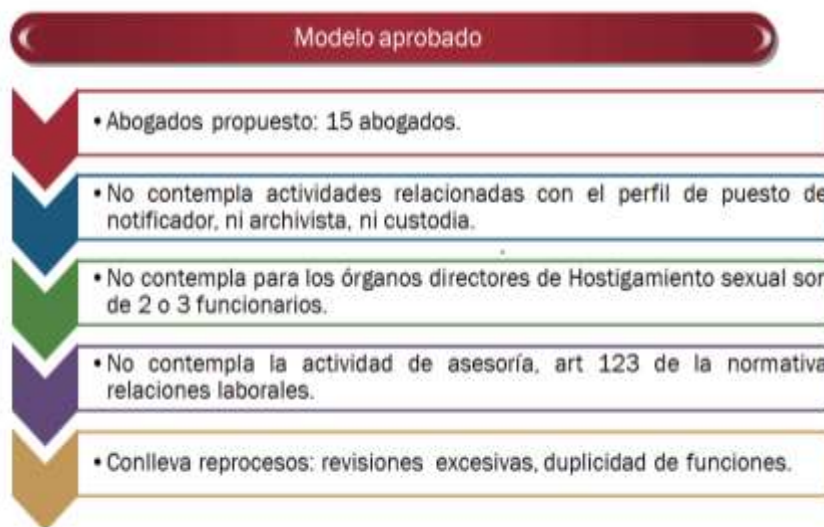 Modelo aprobado
• Abogados propuesto: 15 abogados.
• No contempla actividades relacionadas con el perfil de puesto de
notificador, ni archivista, ni custodia.
• No contempla para los órganos directores de Hostigamiento sexual son
de 2 o 3 funcionarios.
• No contempla la actividad de asesoría, art 123 de la normativa
relaciones laborales.
• Conlleva reprocesos: revisiones excesivas, duplicidad de funciones.